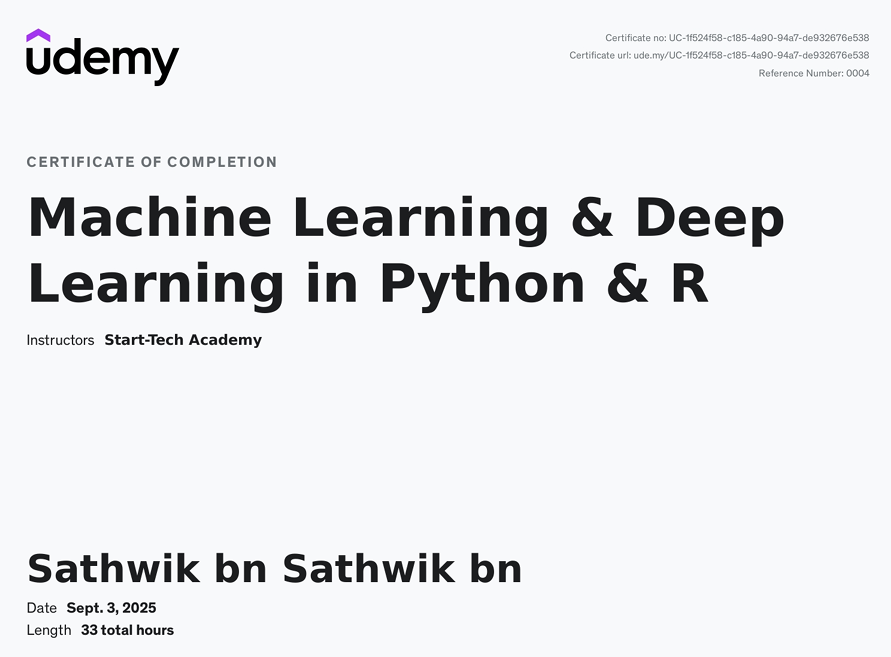 udemy
Certificate no: UC-1f524f58-c185-4a90-94a7-de932676e538
Certificate url: ude.my/UC-1f524f58-c185-4a90-94a7-de932676e538
Reference Number: 0004
CERTIFICATE OF COMPLETION
Machine Learning & Deep
Learning in Python & R
Instructors Start-Tech Academy
Sathwik bn Sathwik bn
Date Sept. 3, 2025
Length 33 total hours